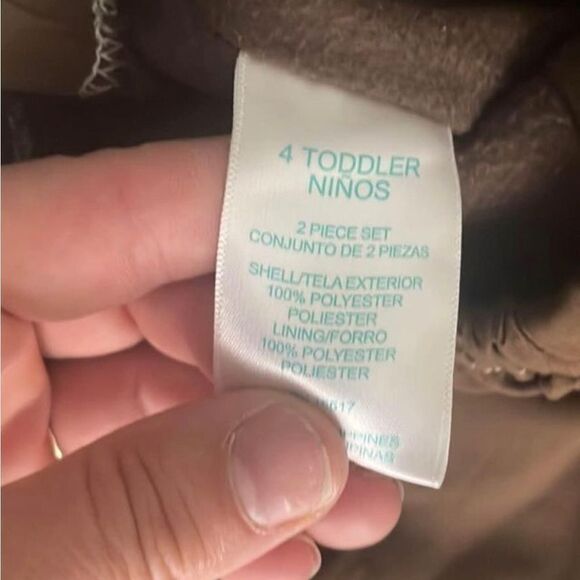 4 TODDLER
NIÑOS
2 PIECE SET
CONJUNTO DE 2 PIEZAS
SHELL/TELA EXTERIOR
100% POLYESTER
POLIESTER
LINING/FORRO
100% POLYESTER
POLIESTER